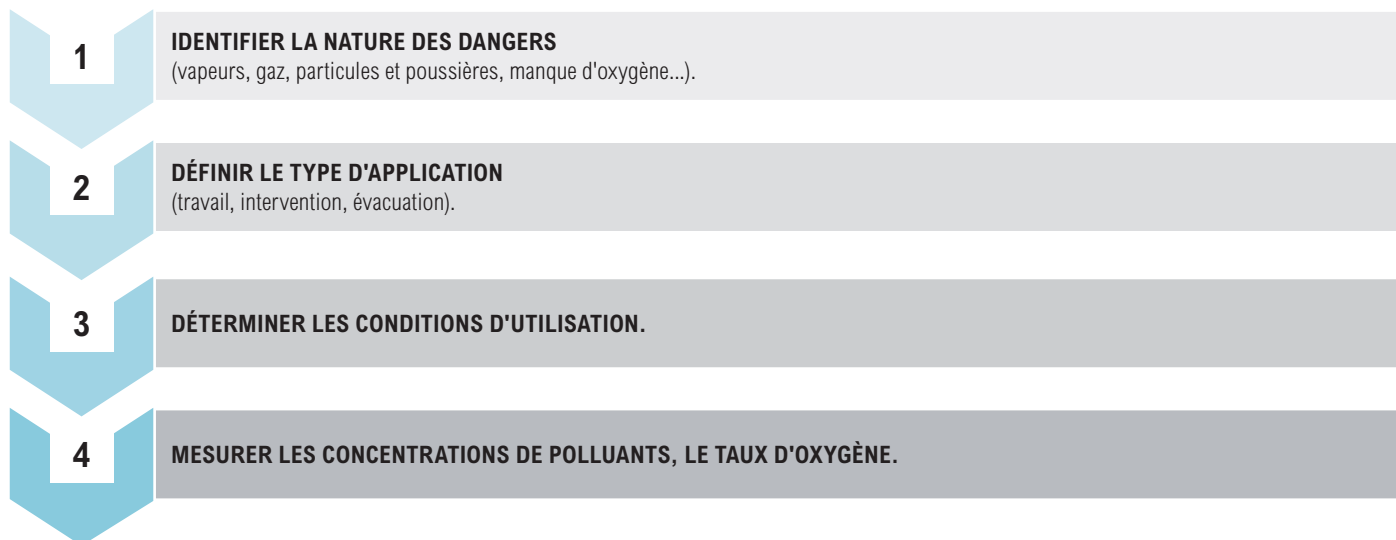 1
IDENTIFIER LA NATURE DES DANGERS
(vapeurs, gaz, particules et poussières, manque d'oxygène...).
2
DÉFINIR LE TYPE D'APPLICATION
(travail, intervention, évacuation).
3
DÉTERMINER LES CONDITIONS D'UTILISATION.
4
MESURER LES CONCENTRATIONS DE POLLUANTS, LE TAUX D'OXYGÈNE.